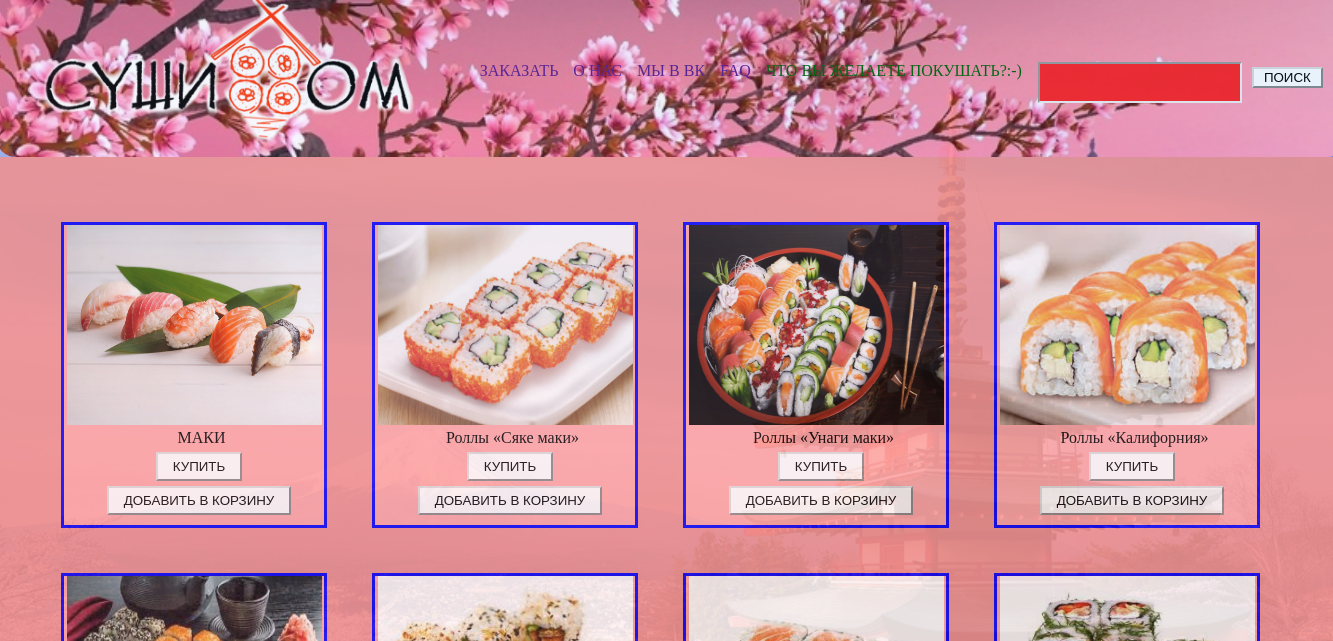 СУШИ ДОМ
ЗАКАЗАТЬ О НАС МЫ В ВК FAQ ЧТО ВЫ ЖЕЛАЕТЕ ПОКУШАТЬ?:-)
ПОИСК
МАКИ
КУПИТЬ
ДОБАВИТЬ В КОРЗИНУ
Роллы «Сяке маки»
КУПИТЬ
ДОБАВИТЬ В КОРЗИНУ
Роллы «Унаги маки»
КУПИТЬ
ДОБАВИТЬ В КОРЗИНУ
Роллы «Калифорния»
КУПИТЬ
ДОБАВИТЬ В КОРЗИНУ